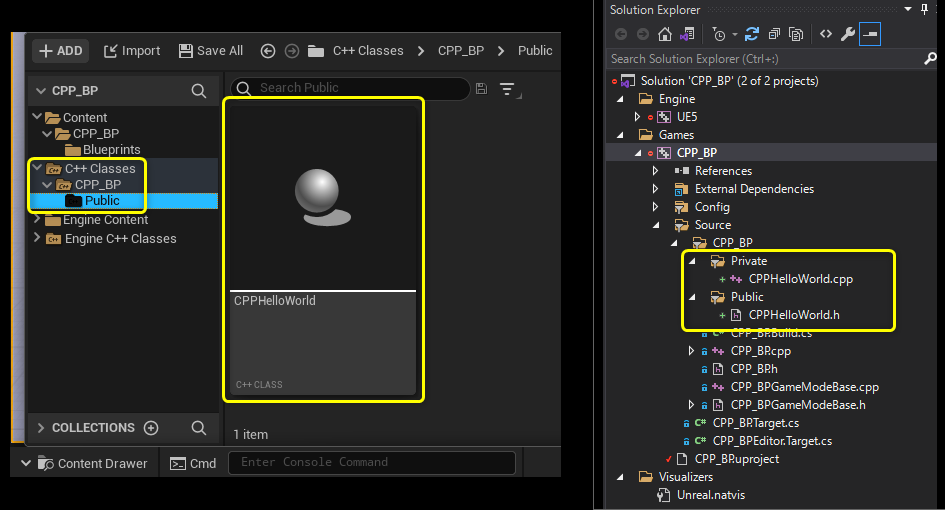 + ADD Import Save All C++ Classes > CPP_BP > Public
CPP_BP
Search Public
Content
CPP_BP
Blueprints
C++ Classes
CPP_BP
Public
Engine Content
Engine C++ Classes
CPPHelloWorld
C++ CLASS
COLLECTIONS
1 item
Content Drawer
Cmd
Enter Console Command
Solution Explorer
Search Solution Explorer (Ctrl+:)
Solution 'CPP_BP' (2 of 2 projects)
Engine
UE5
Games
CPP_BP
References
External Dependencies
Config
Source
CPP_BP
Private
CPPHelloWorld.cpp
Public
CPPHelloWorld.h
CPP_BP.Build.cs
CPP_BP.cpp
CPP_BP.h
CPP_BPGameModeBase.cpp
CPP_BPGameModeBase.h
CPP_BP.Target.cs
CPP_BPEditor.Target.cs
CPP_BP.uproject
Visualizers
Unreal.natvis